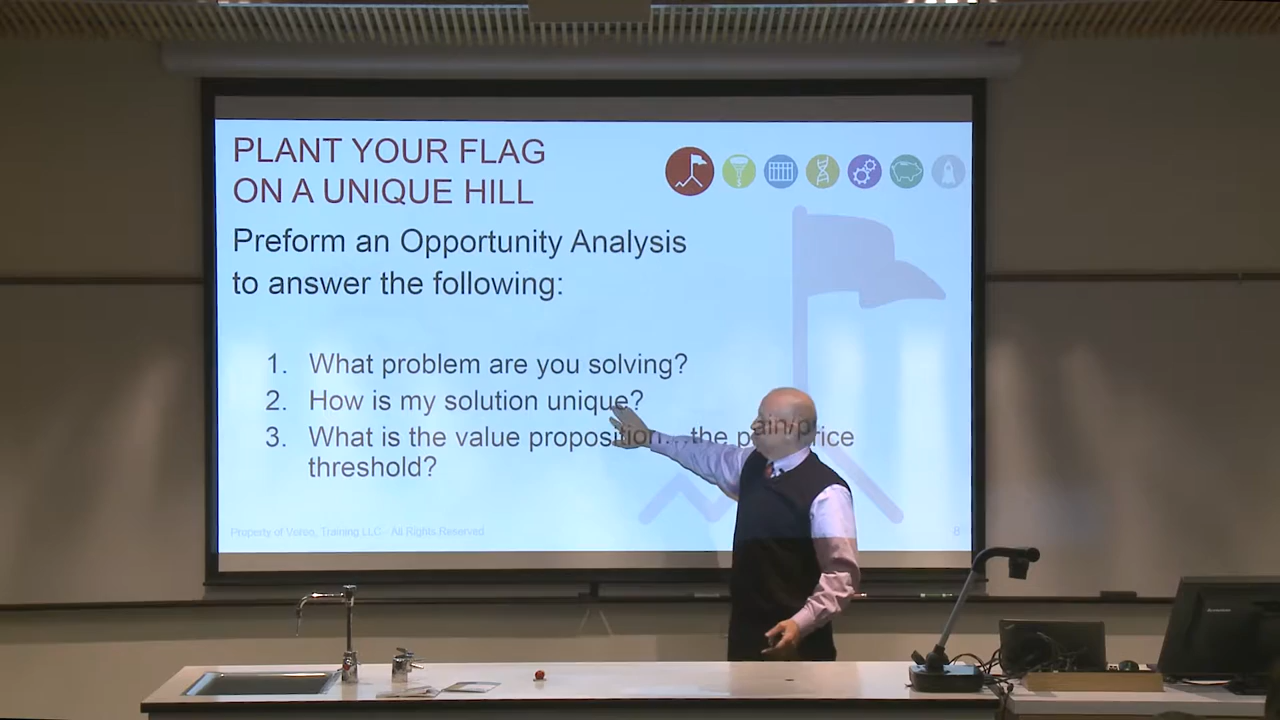 PLANT YOUR FLAG
ON A UNIQUE HILL
Preform an Opportunity Analysis
to answer the following:
1. What problem are you solving?
2. How is my solution unique?
3. What is the value proposition...the pain/price
threshold?
Property of Training LLC - All Rights Reserved
8
Lenovo